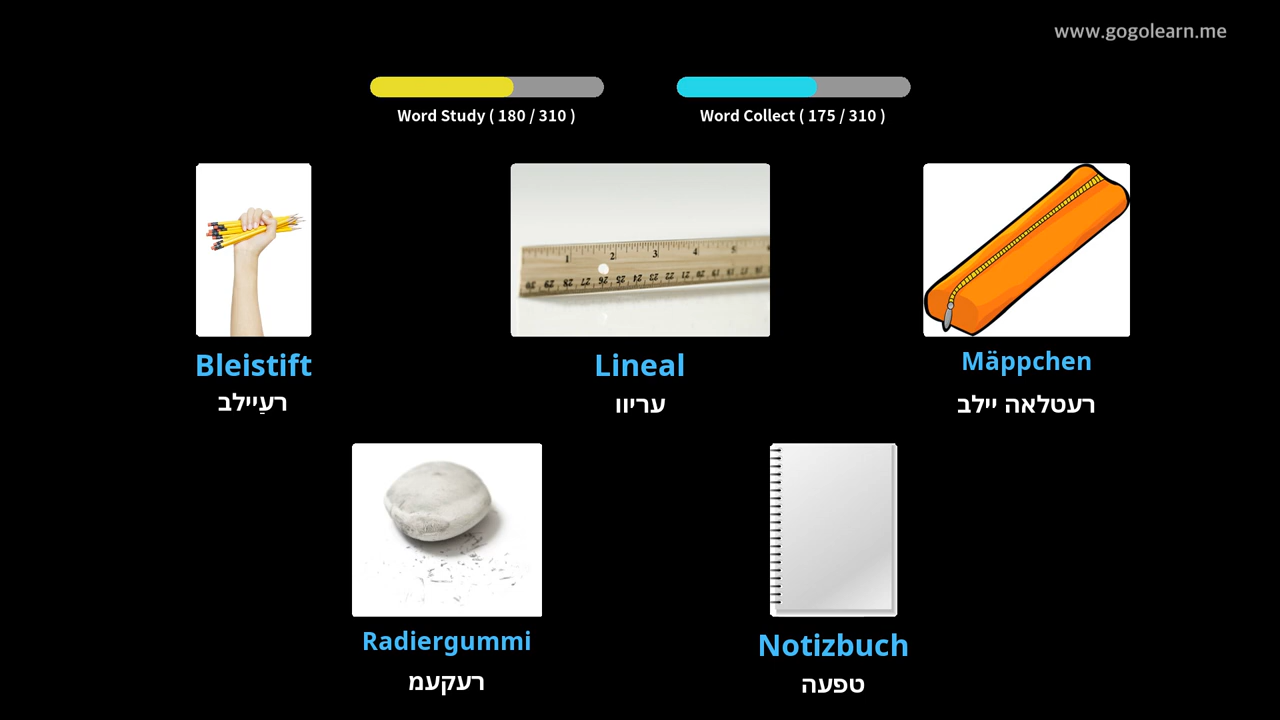 www.gogolearn.me
Word Study ( 180 / 310 )
Word Collect ( 175 / 310 )
Bleistift
רעַיילב
Lineal
עריוו
Mäppchen
רעטלאה יילב
Radiergummi
רעקעמ
Notizbuch
טפעה